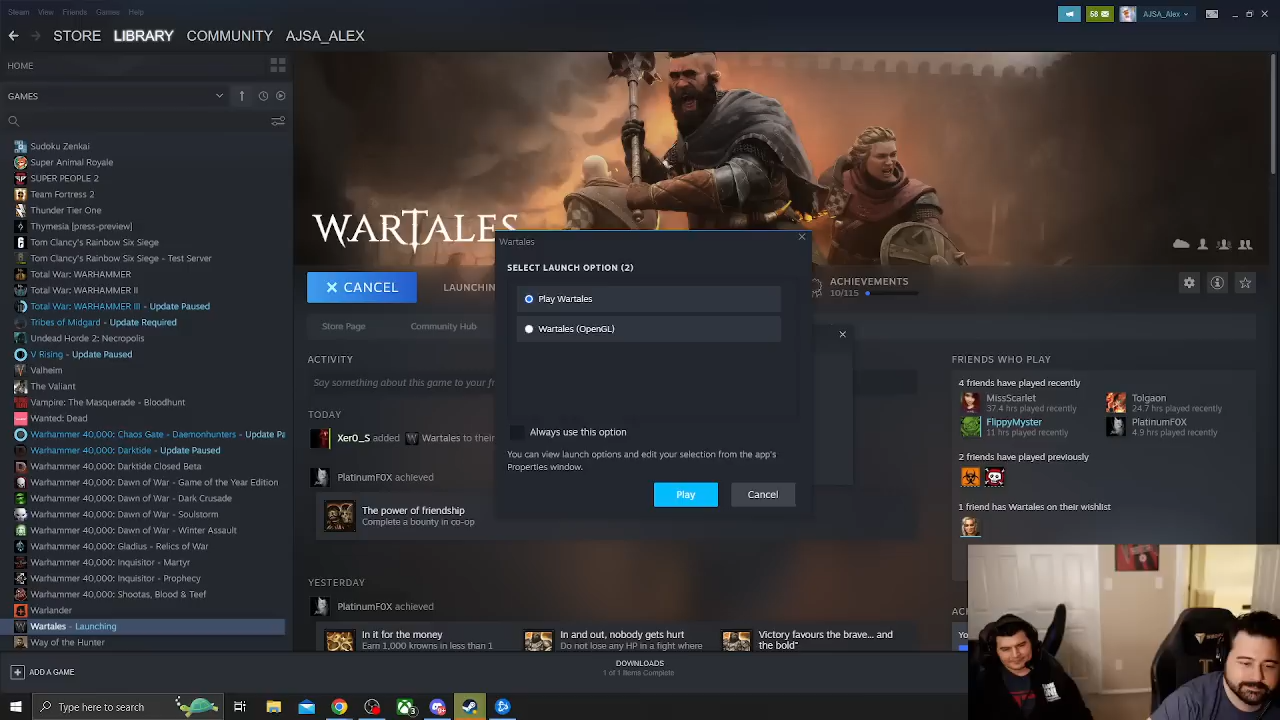 Steam View Friends Games Help
58
AJSA_Alex
STORE LIBRARY COMMUNITY AJSA_ALEX
HOME
GAMES
Sudoku Zenkai
Super Animal Royale
SUPER PEOPLE 2
Team Fortress 2
Thunder Tier One
Thymesia [press-preview]
Tom Clancy's Rainbow Six Siege
Tom Clancy's Rainbow Six Siege - Test Server
Total War: WARHAMMER
Total War: WARHAMMER II
Total War: WARHAMMER III - Update Paused
Tribes of Midgard - Update Required
Undead Horde 2: Necropolis
V Rising - Update Paused
Valheim
The Valiant
Vampire: The Masquerade - Bloodhunt
Wanted: Dead
Warhammer 40,000: Chaos Gate - Daemonhunters - Update Pa
Warhammer 40,000: Darktide - Update Paused
Warhammer 40,000: Darktide Closed Beta
Warhammer 40,000: Dawn of War - Game of the Year Edition
Warhammer 40,000: Dawn of War - Dark Crusade
Warhammer 40,000: Dawn of War - Soulstorm
Warhammer 40,000: Dawn of War - Winter Assault
Warhammer 40,000: Gladius - Relics of War
Warhammer 40,000: Inquisitor - Martyr
Warhammer 40,000: Inquisitor - Prophecy
Warhammer 40,000: Shootas, Blood & Teef
Warlander
Wartales - Launching
Way of the Hunter
ADD A GAME
WARTALES
CANCEL
LAUNCHIN
ACHIEVEMENTS
10/115
Store Page Community Hub
ACTIVITY
Say something about this game to your fr
TODAY
Xer0_S added Wartales to their
PlatinumF0X achieved
The power of friendship
Complete a bounty in co-op
YESTERDAY
PlatinumF0X achieved
In it for the money
Earn 1,000 krowns in less than 1
In and out, nobody gets hurt
Do not lose any HP in a fight where
Victory favours the brave... and
the bold"
Wartales
SELECT LAUNCH OPTION (2)
Play Wartales
Wartales (OpenGL)
Always use this option
You can view launch options and edit your selection from the app's
Properties window.
Play Cancel
FRIENDS WHO PLAY
4 friends have played recently
MissScarlet
37.4 hrs played recently
Tolgaon
24.7 hrs played recently
FlippyMyster
11 hrs played recently
PlatinumF0X
4.9 hrs played recently
2 friends have played previously
1 friend has Wartales on their wishlist
AC
Yo
DOWNLOADS
1 of 1 Items Complete
Type here to search
3